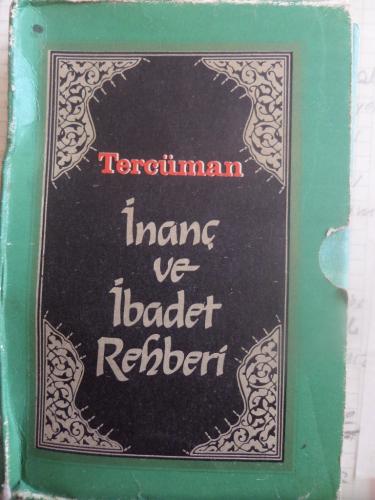 Tercüman
İnanç
ve
İbadet
Rehberi